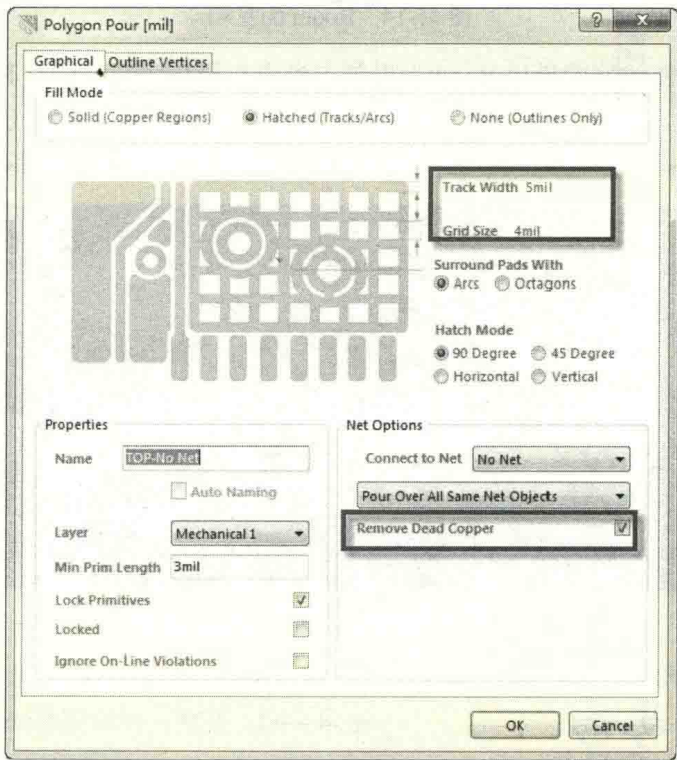 Polygon Pour [mil]
Graphical Outline Vertices
Fill Mode
Solid (Copper Regions) Hatched (Tracks/Arcs) None (Outlines Only)
Track Width 5mil
Grid Size 4mil
Surround Pads With
Arcs Octagons
Hatch Mode
90 Degree 45 Degree
Horizontal Vertical
Properties
Name TOP-No Net
Auto Naming
Layer Mechanical 1
Min Prim Length 3mil
Lock Primitives
Locked
Ignore On-Line Violations
Net Options
Connect to Net No Net
Pour Over All Same Net Objects
Remove Dead Copper
OK Cancel